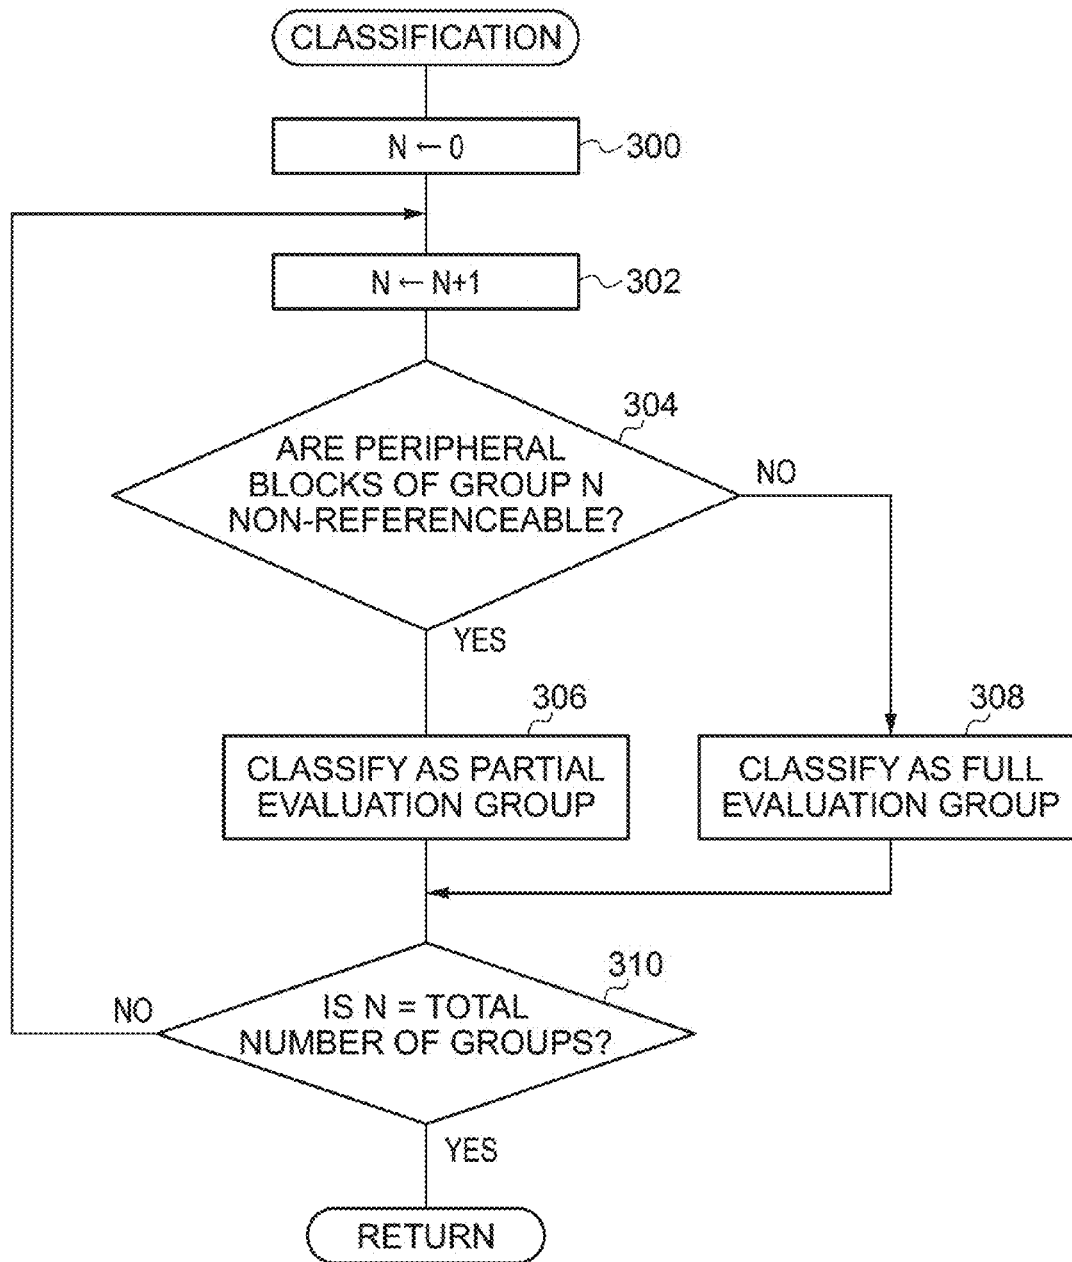 CLASSIFICATION
N ← 0
300
N ← N+1
302
304
ARE PERIPHERAL
BLOCKS OF GROUP N
NON-REFERENCEABLE?
NO
YES
306
CLASSIFY AS PARTIAL
EVALUATION GROUP
308
CLASSIFY AS FULL
EVALUATION GROUP
310
IS N = TOTAL
NUMBER OF GROUPS?
NO
YES
RETURN